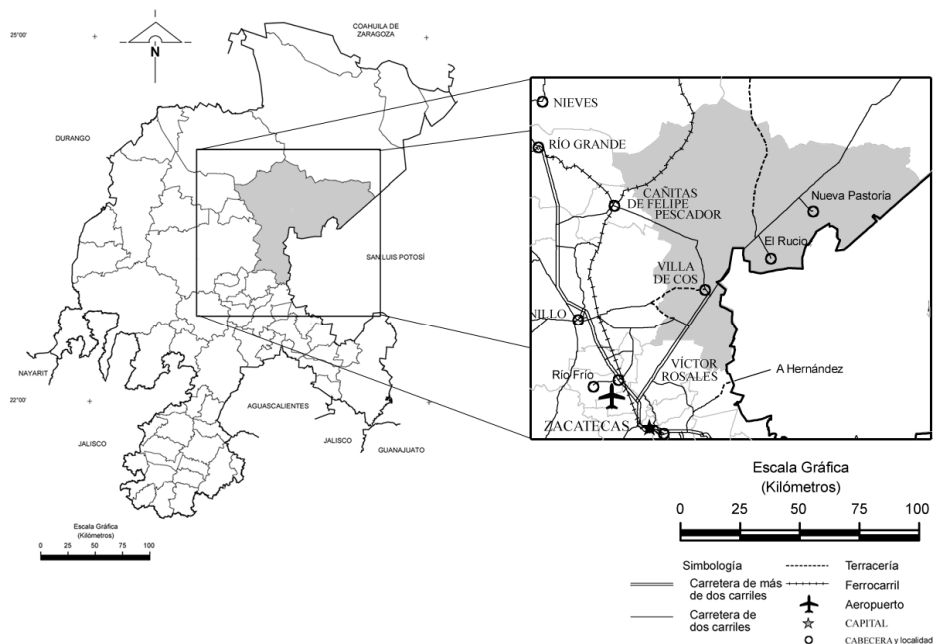 25°00'
COAHUILA DE
ZARAGOZA
N
DURANGO
SAN LUIS POTOSÍ
NAYARIT
22°00'
AGUASCALIENTES
JALISCO
JALISCO
GUANAJUATO
Escala Gráfica
(Kilómetros)
0 25 50 75 100
NIEVES
RÍO GRANDE
CAÑITAS
DE FELIPE
PESCADOR
Nueva Pastoría
El Rucio
VILLA
DE COS
NILLO
VÍCTOR
ROSALES
A Hernández
Río Frío
ZACATECAS
Escala Gráfica
(Kilómetros)
0 25 50 75 100
Simbología
Carretera de más
de dos carriles
Carretera de
dos carriles
Terracería
Ferrocarril
Aeropuerto
CAPITAL
CABECERA y localidad